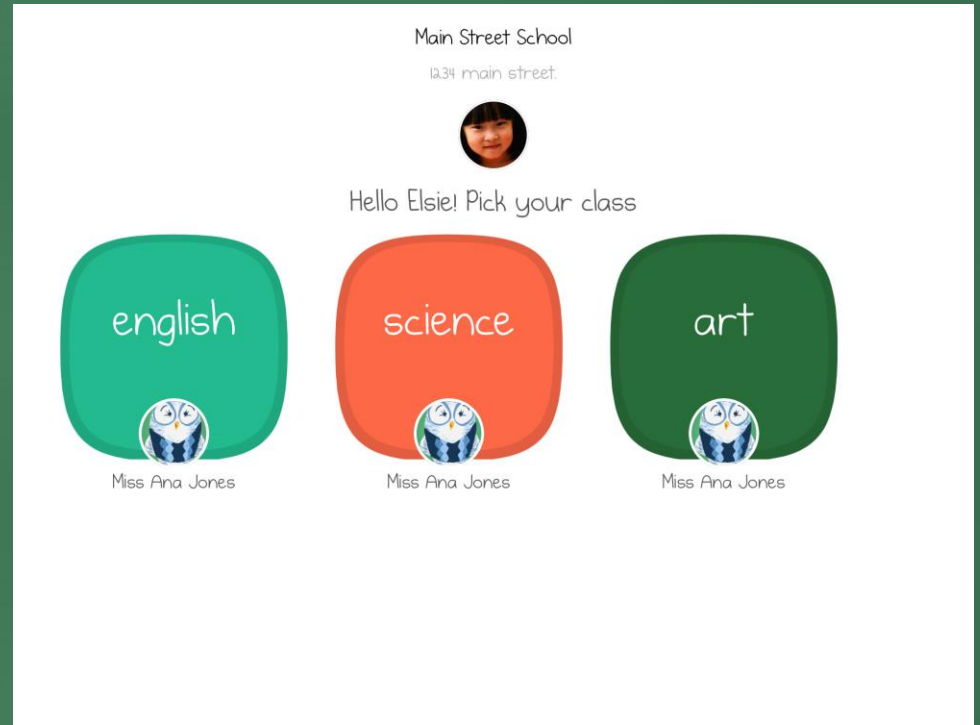 Main Street School
1234 main street.
Hello Elsie! Pick your class
english
science
art
Miss Ana Jones
Miss Ana Jones
Miss Ana Jones